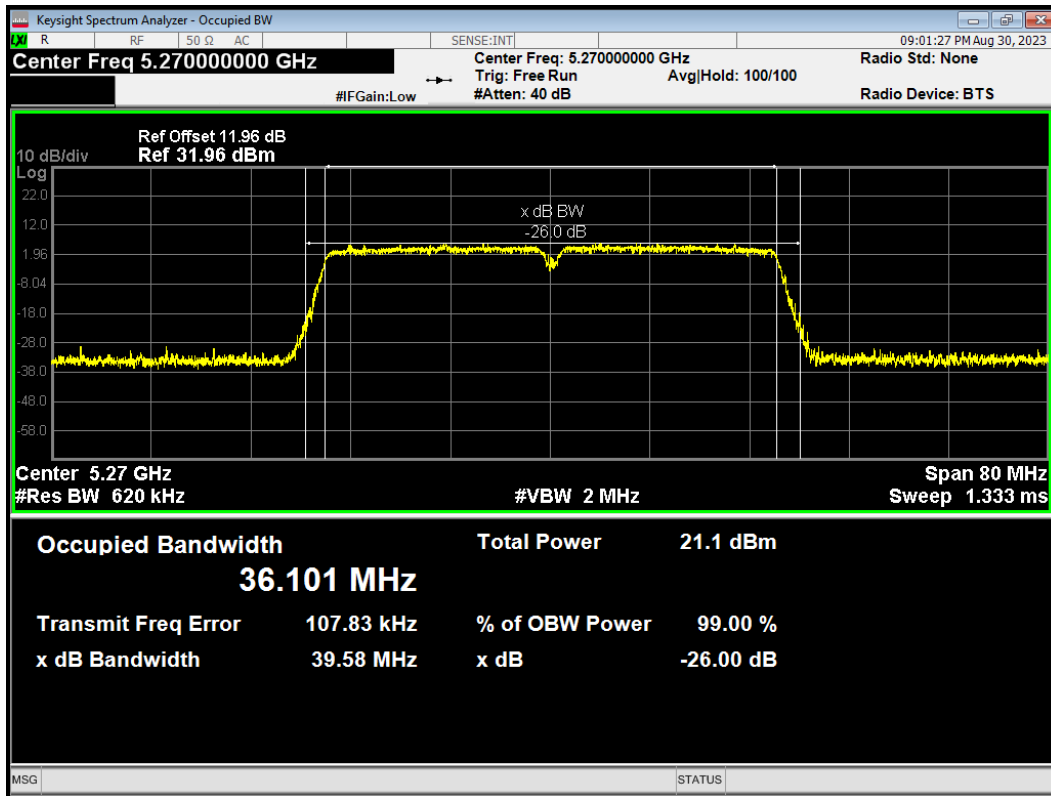 Keysight Spectrum Analyzer - Occupied BW
LXI R RF 50 Ω AC SENSE:INT 09:01:27 PM Aug 30, 2023
Center Freq 5.270000000 GHz
Center Freq: 5.270000000 GHz Radio Std: None
Trig: Free Run Avg|Hold: 100/100
#IFGain:Low #Atten: 40 dB Radio Device: BTS
Ref Offset 11.96 dB
10 dB/div Ref 31.96 dBm
Log
22.0
x dB BW
12.0
-26.0 dB
1.96
-8.04
-18.0
-28.0
-38.0
-48.0
-58.0
Center 5.27 GHz Span 80 MHz
#Res BW 620 kHz #VBW 2 MHz Sweep 1.333 ms
Occupied Bandwidth Total Power 21.1 dBm
36.101 MHz
Transmit Freq Error 107.83 kHz % of OBW Power 99.00 %
x dB Bandwidth 39.58 MHz x dB -26.00 dB
MSG STATUS